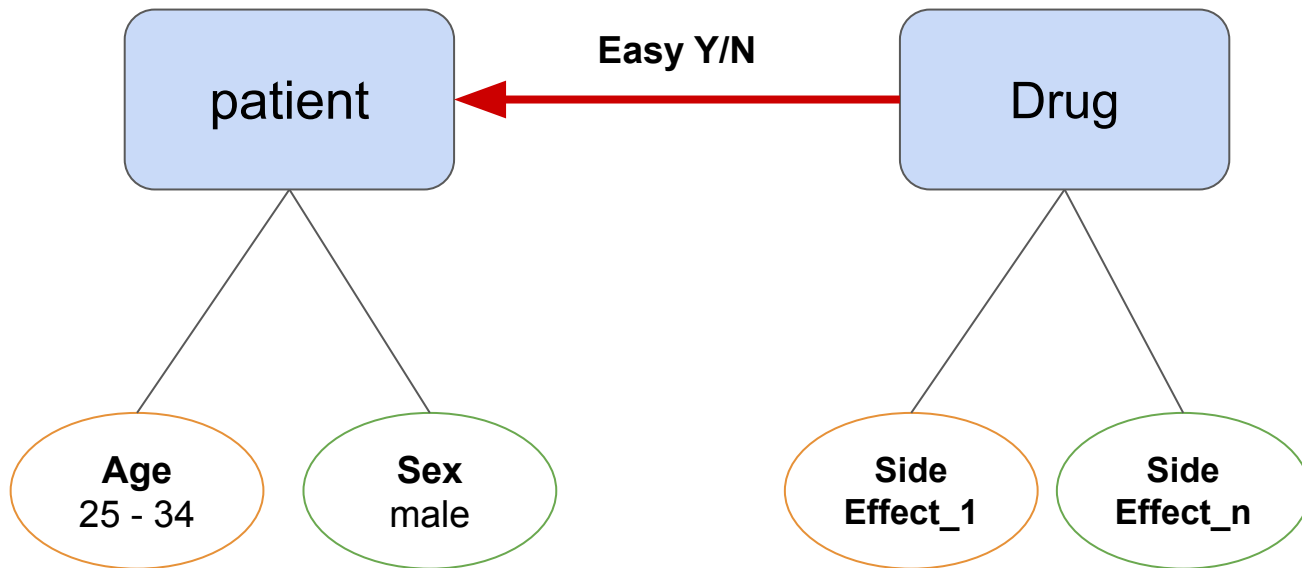 Easy Y/N
patient
Drug
Age
25 - 34
Sex
male
Side
Effect_1
Side
Effect_n